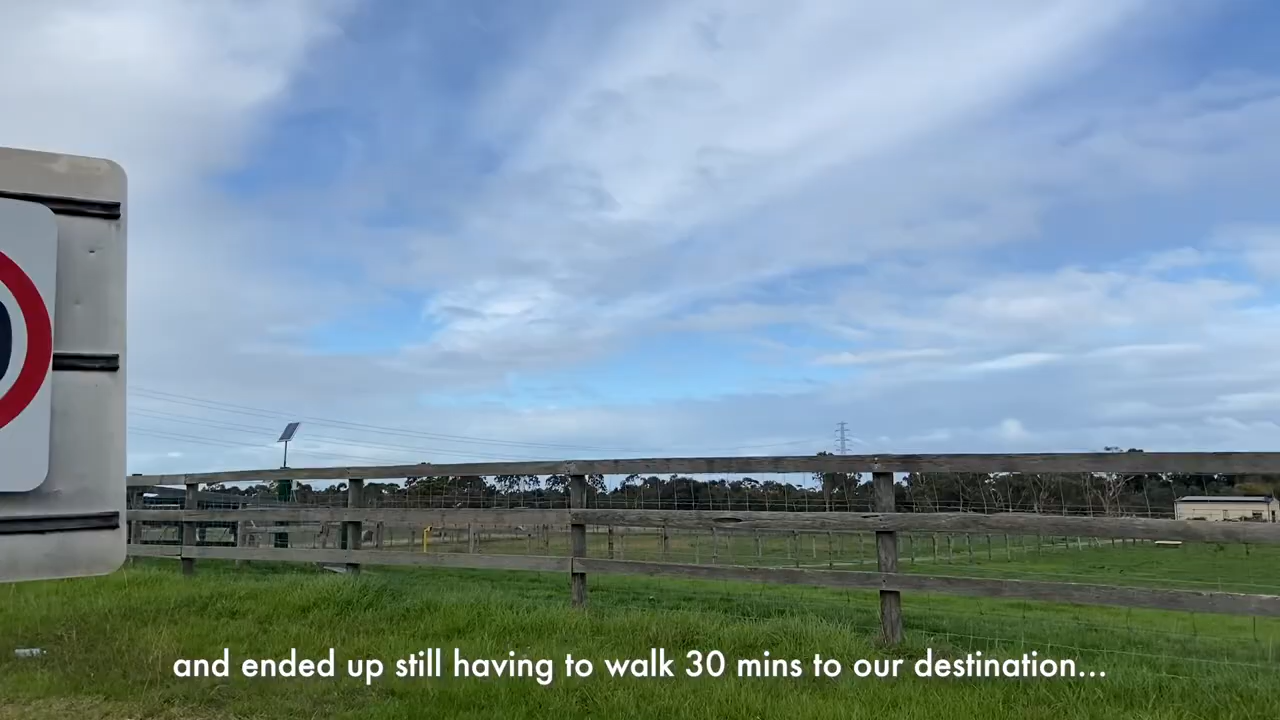 and ended up still having to walk 30 mins to our destination...